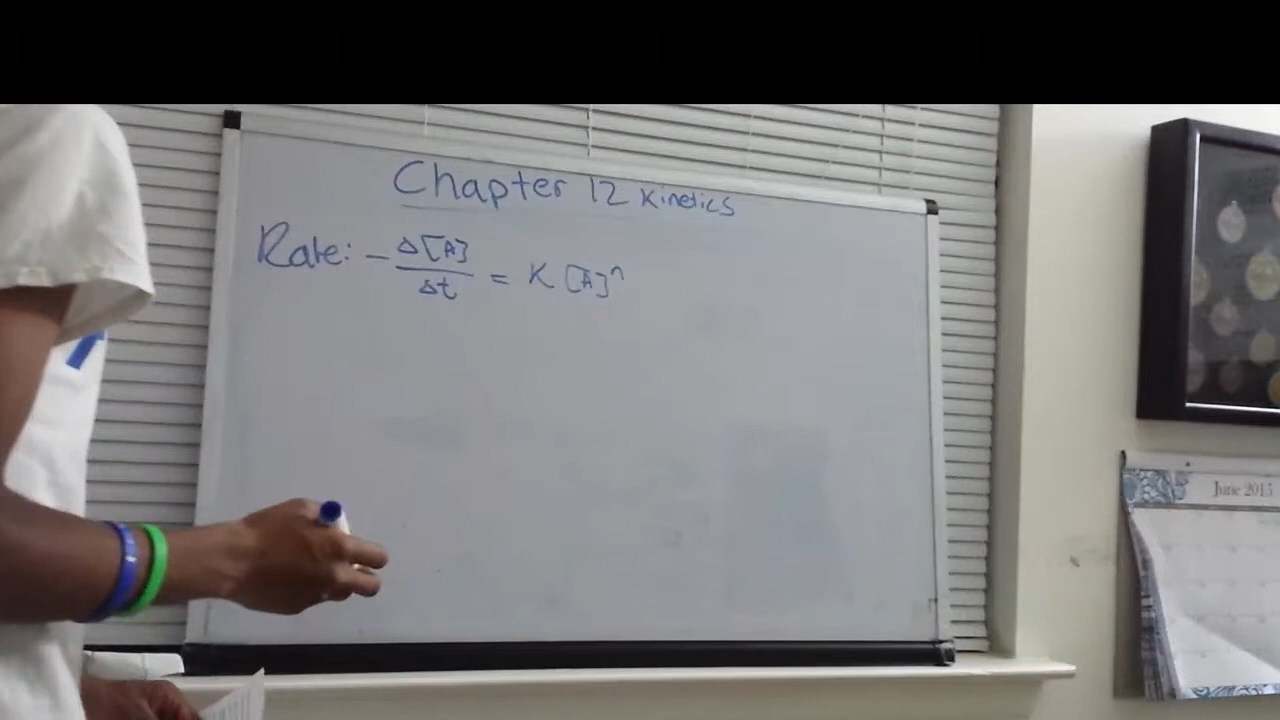 Chapter 12 Kinetics
Rate: - Δ[A]/Δt = K [A]ⁿ
June 2015